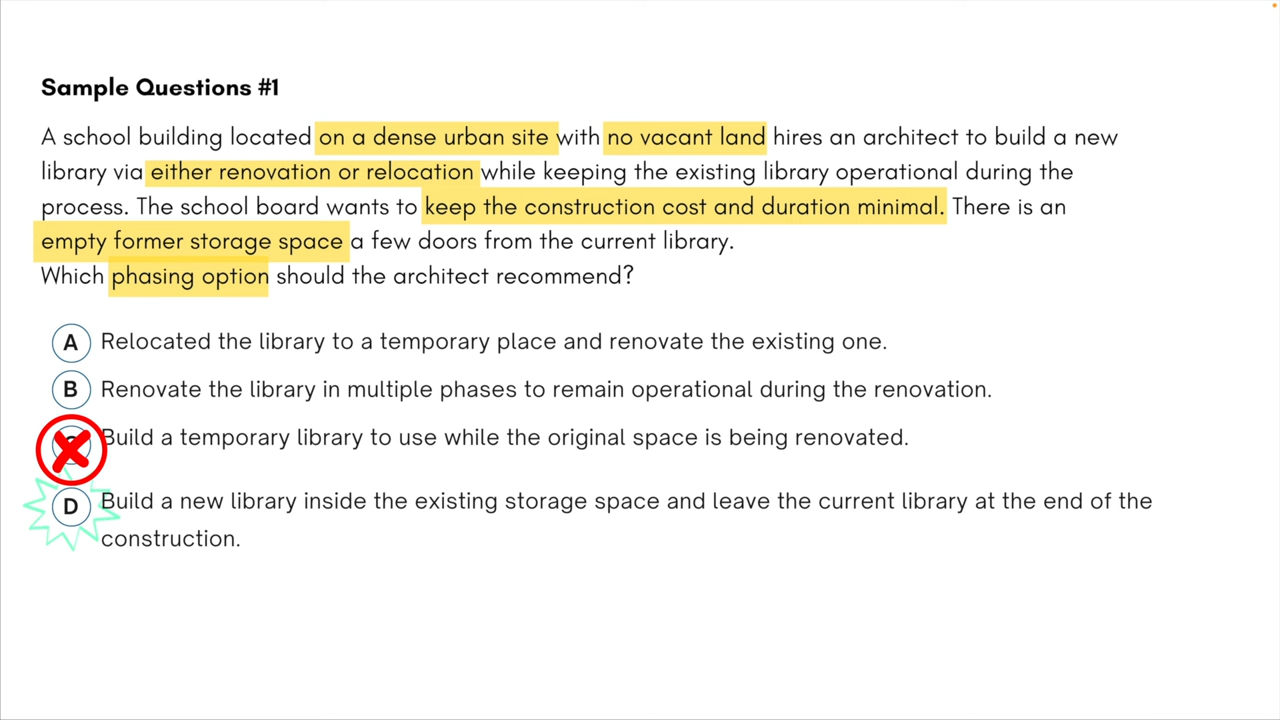 Sample Questions #1
A school building located on a dense urban site with no vacant land hires an architect to build a new
library via either renovation or relocation while keeping the existing library operational during the
process. The school board wants to keep the construction cost and duration minimal. There is an
empty former storage space a few doors from the current library.
Which phasing option should the architect recommend?
A Relocated the library to a temporary place and renovate the existing one.
B Renovate the library in multiple phases to remain operational during the renovation.
Build a temporary library to use while the original space is being renovated.
D Build a new library inside the existing storage space and leave the current library at the end of the
construction.